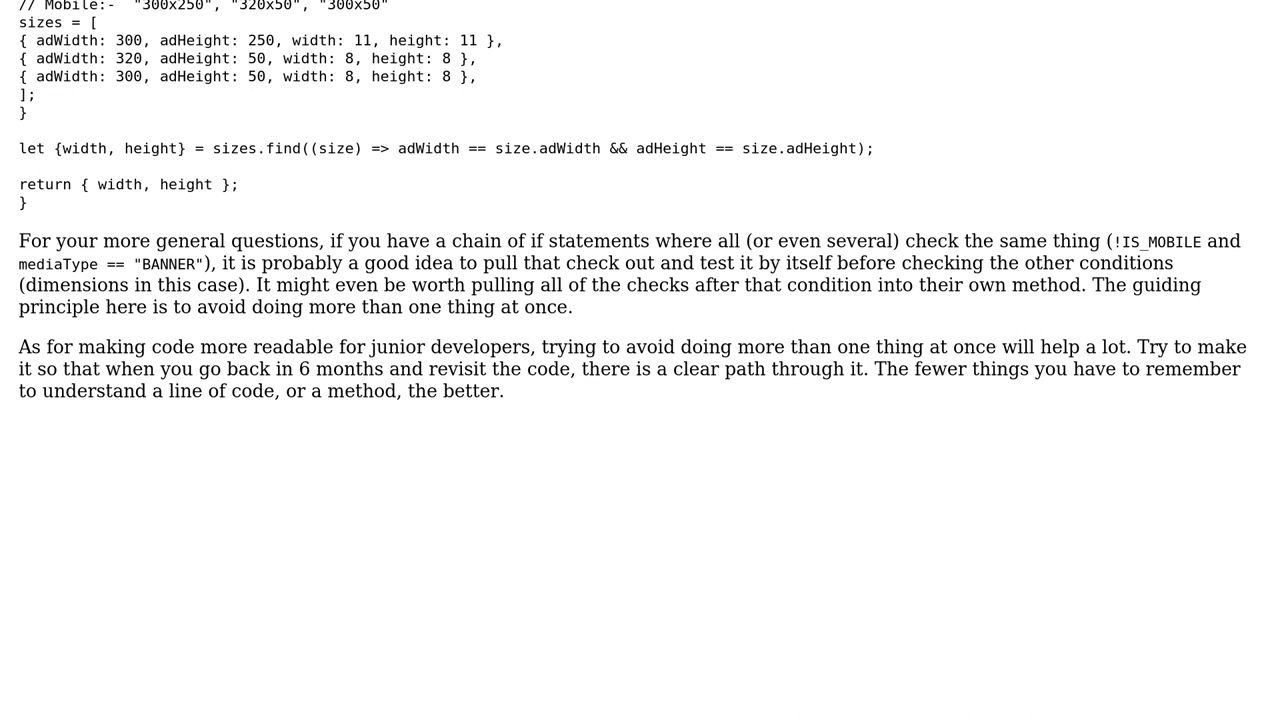 // Mobile:-  "300x250", "320x50", "300x50"
sizes = [
{ adWidth: 300, adHeight: 250, width: 11, height: 11 },
{ adWidth: 320, adHeight: 50, width: 8, height: 8 },
{ adWidth: 300, adHeight: 50, width: 8, height: 8 },
];
}
let {width, height} = sizes.find((size) => adWidth == size.adWidth && adHeight == size.adHeight);
return { width, height };
}
For your more general questions, if you have a chain of if statements where all (or even several) check the same thing (!IS_MOBILE and
mediaType == "BANNER"), it is probably a good idea to pull that check out and test it by itself before checking the other conditions
(dimensions in this case). It might even be worth pulling all of the checks after that condition into their own method. The guiding
principle here is to avoid doing more than one thing at once.
As for making code more readable for junior developers, trying to avoid doing more than one thing at once will help a lot. Try to make
it so that when you go back in 6 months and revisit the code, there is a clear path through it. The fewer things you have to remember
to understand a line of code, or a method, the better.